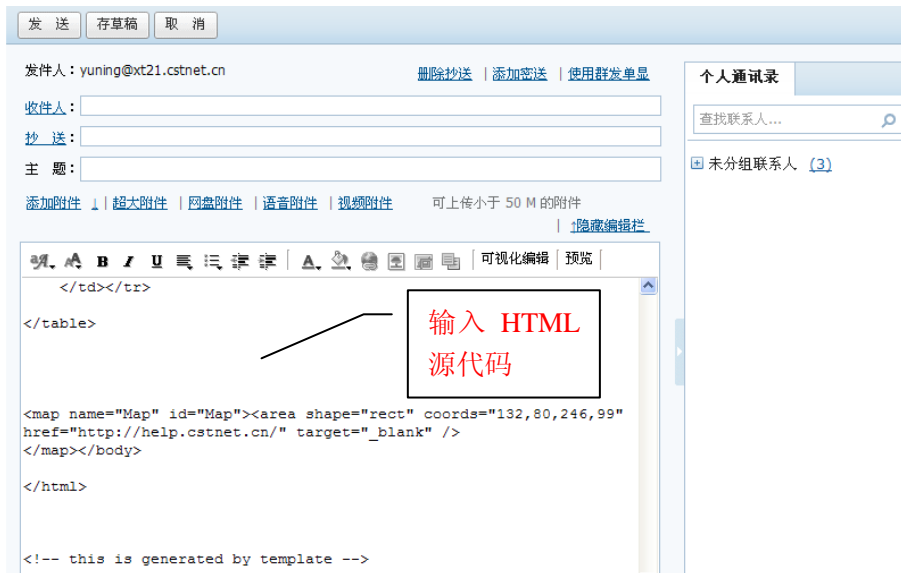 发 送 存草稿 取 消
发件人：yuning@xt21.cstnet.cn
删除抄送 | 添加密送 | 使用群发单显
收件人：
抄 送：
主 题：
添加附件 ↓ | 超大附件 | 网盘附件 | 语音附件 | 视频附件 可上传小于 50 M 的附件
| ↑隐藏编辑栏
B I U A 可视化编辑 | 预览 |
</td></tr>
</table>
输入 HTML
源代码
<map name="Map" id="Map"><area shape="rect" coords="132,80,246,99"
href="http://help.cstnet.cn/" target="_blank" />
</map></body>
</html>
<!-- this is generated by template -->
个人通讯录
查找联系人...
未分组联系人 (3)